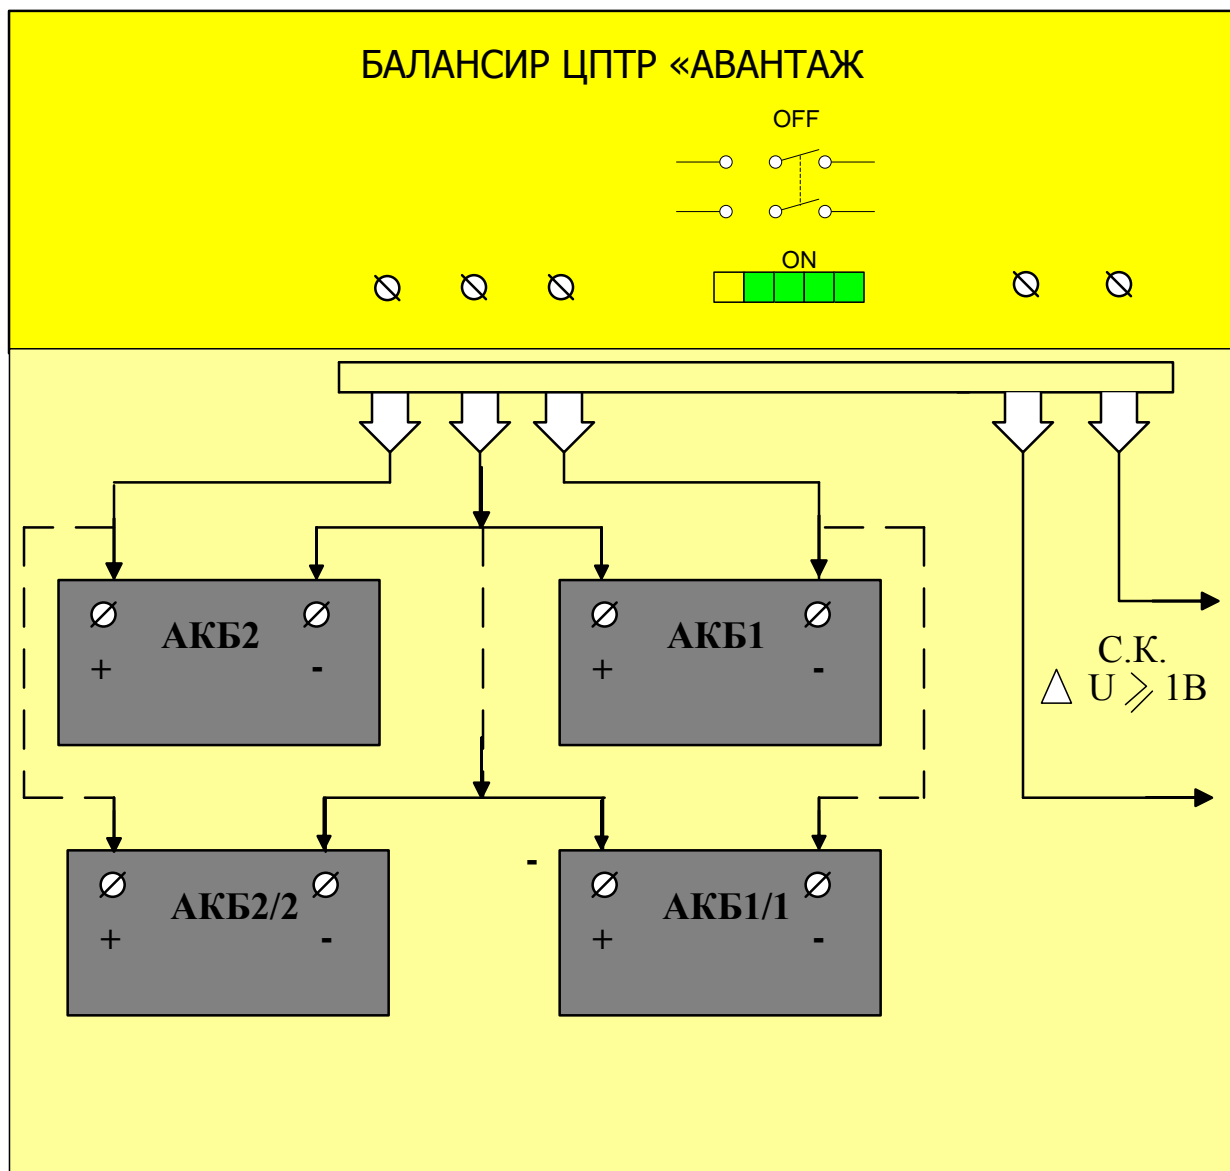 БАЛАНСИР ЦПТР «АВАНТАЖ
OFF
ON
АКБ2
+ -
АКБ1
+ -
С.К.
△ U ⩾ 1В
-
АКБ2/2
+ -
АКБ1/1
+ -